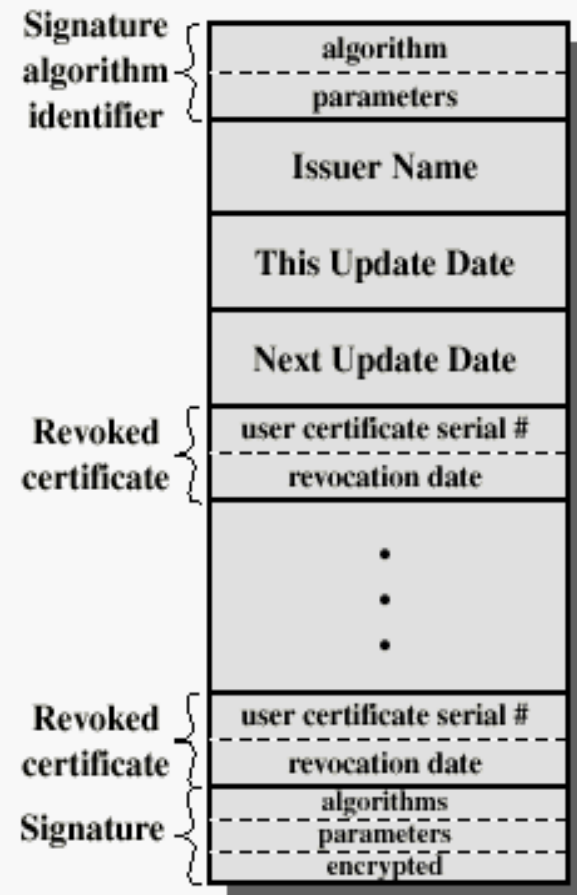 Signature
algorithm
identifier
algorithm
parameters
Issuer Name
This Update Date
Next Update Date
Revoked
certificate
user certificate serial #
revocation date
Revoked
certificate
user certificate serial #
revocation date
Signature
algorithms
parameters
encrypted